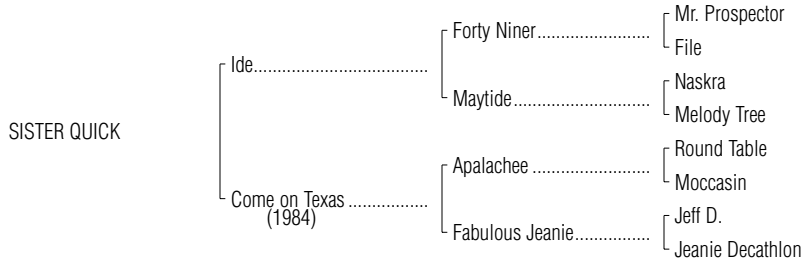 Mr. Prospector
Forty Niner........................
File
Ide.....................................
Naskra
Maytide.............................
Melody Tree
SISTER QUICK
Round Table
Apalachee .........................
Moccasin
Come on Texas .................
(1984)
Jeff D.
Fabulous Jeanie................
Jeanie Decathlon